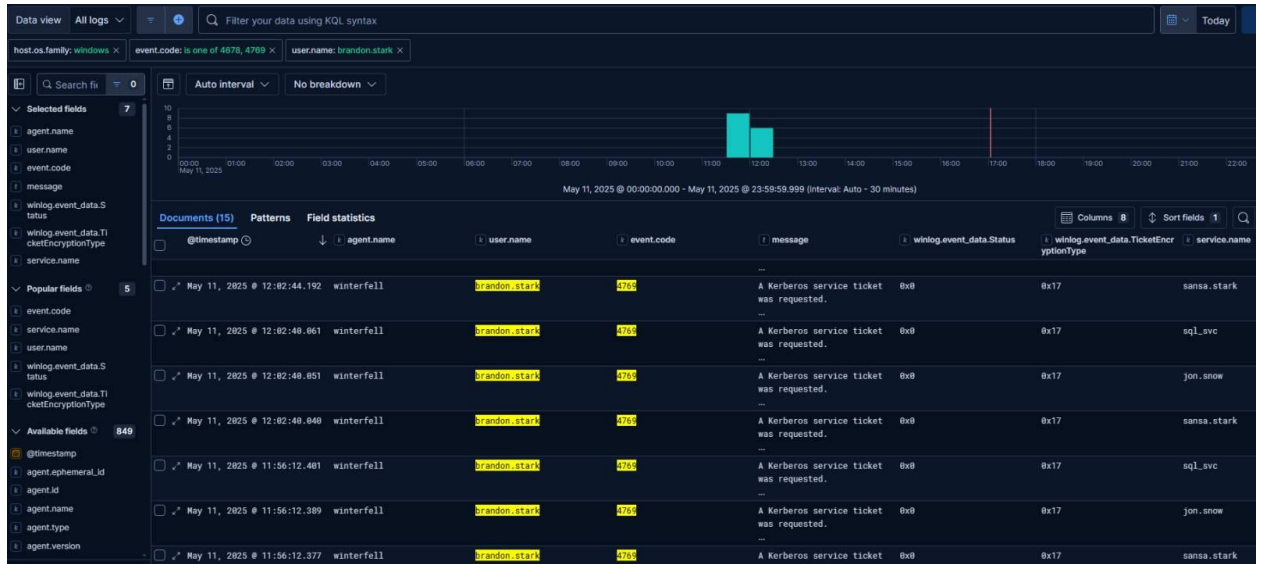 Data view All logs
Filter your data using KQL syntax
Today
host.os.family: windows ×
event.code: is one of 4678, 4769 ×
user.name: brandon.stark ×
Search fi
0
Auto interval
No breakdown
Selected fields 7
agent.name
user.name
event.code
message
winlog.event_data.S
tatus
winlog.event_data.Ti
cketEncryptionType
service.name
Popular fields 5
event.code
service.name
user.name
winlog.event_data.S
tatus
winlog.event_data.Ti
cketEncryptionType
Available fields 849
@timestamp
agent.ephemeral_id
agent.id
agent.name
agent.type
agent.version
10
8
6
4
2
0
00:00 01:00 02:00 03:00 04:00 05:00 06:00 07:00 08:00 09:00 10:00 11:00 12:00 13:00 14:00 15:00 16:00 17:00 18:00 19:00 20:00 21:00 22:00
May 11, 2025
May 11, 2025 @ 00:00:00.000 - May 11, 2025 @ 23:59:59.999 (interval: Auto - 30 minutes)
Documents (15) Patterns Field statistics
Columns 8 Sort fields 1
@timestamp agent.name user.name event.code message winlog.event_data.Status winlog.event_data.TicketEncr service.name
yptionType
...
May 11, 2025 @ 12:02:44.192 winterfell brandon.stark 4769 A Kerberos service ticket 0x0 0x17 sansa.stark
was requested.
...
May 11, 2025 @ 12:02:40.061 winterfell brandon.stark 4769 A Kerberos service ticket 0x0 0x17 sql_svc
was requested.
...
May 11, 2025 @ 12:02:40.051 winterfell brandon.stark 4769 A Kerberos service ticket 0x0 0x17 jon.snow
was requested.
...
May 11, 2025 @ 12:02:40.040 winterfell brandon.stark 4769 A Kerberos service ticket 0x0 0x17 sansa.stark
was requested.
...
May 11, 2025 @ 11:56:12.401 winterfell brandon.stark 4769 A Kerberos service ticket 0x0 0x17 sql_svc
was requested.
...
May 11, 2025 @ 11:56:12.389 winterfell brandon.stark 4769 A Kerberos service ticket 0x0 0x17 jon.snow
was requested.
...
May 11, 2025 @ 11:56:12.377 winterfell brandon.stark 4769 A Kerberos service ticket 0x0 0x17 sansa.stark